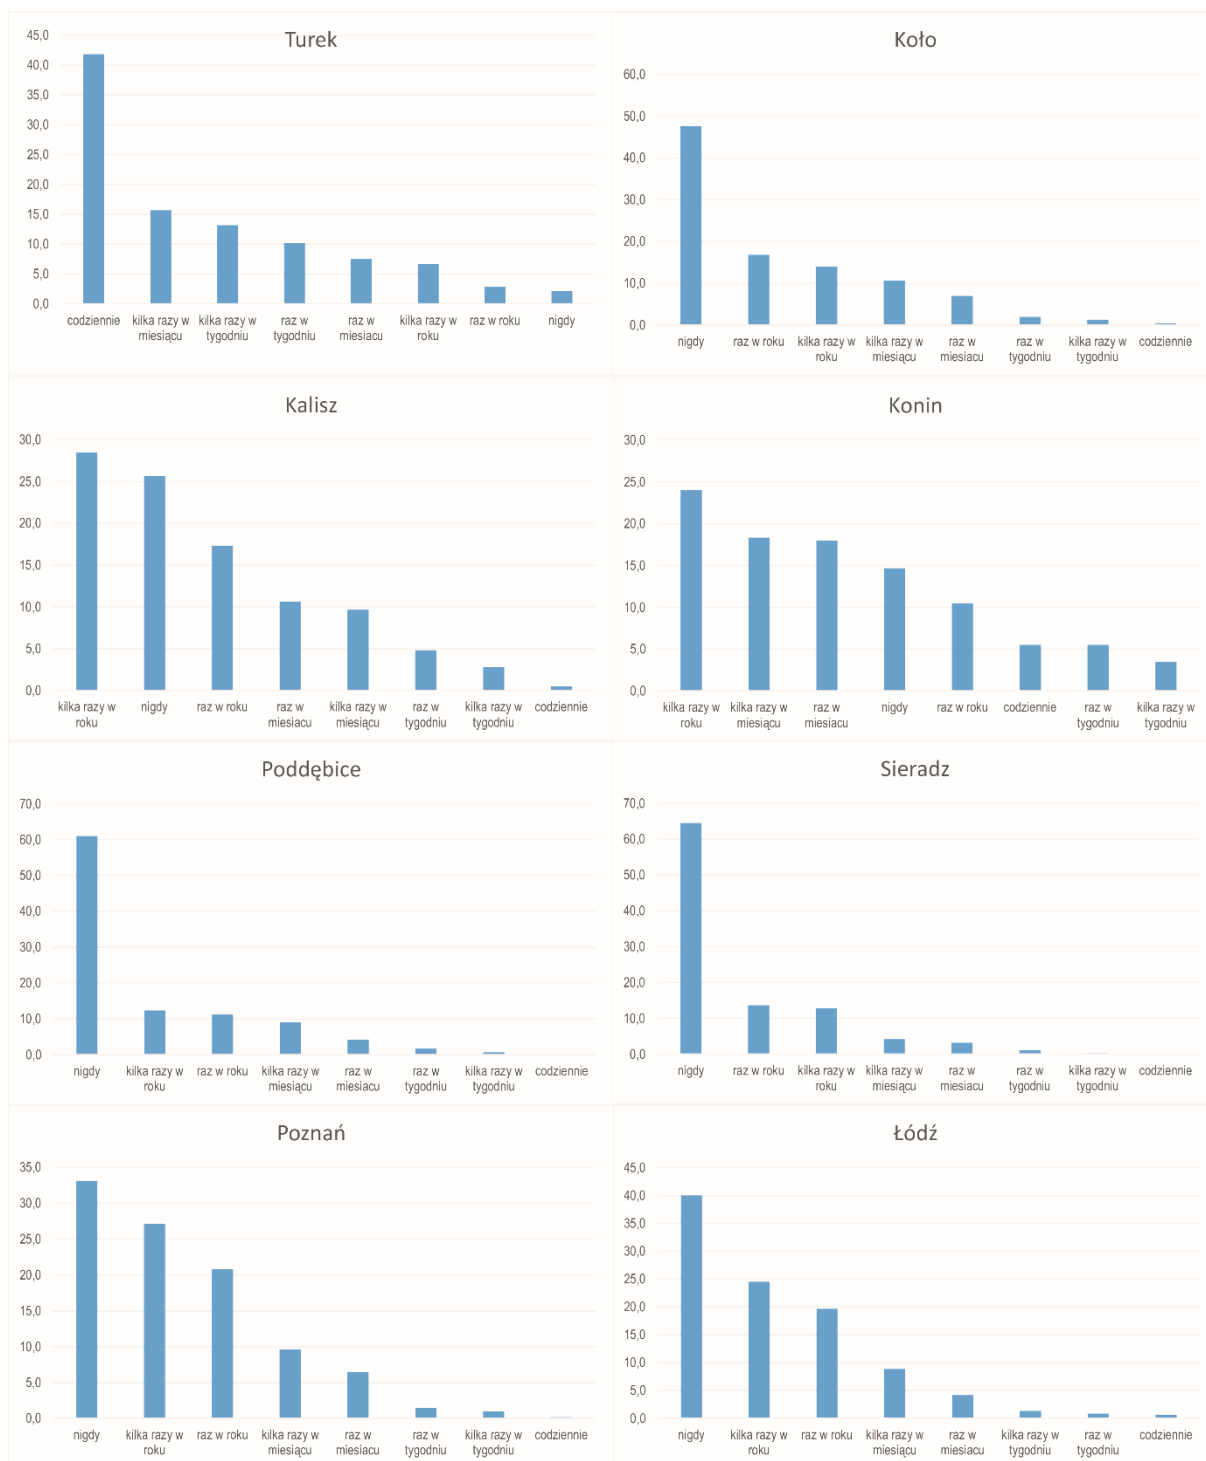 Turek
45,0
40,0
35,0
30,0
25,0
20,0
15,0
10,0
5,0
0,0
codziennie kilka razy w kilka razy w raz w raz w kilka razy w raz w roku nigdy
miesiącu tygodniu tygodniu miesiacu roku
Koło
60,0
50,0
40,0
30,0
20,0
10,0
0,0
nigdy raz w roku kilka razy w kilka razy w raz w raz w kilka razy w codziennie
roku miesiącu miesiacu tygodniu tygodniu
Kalisz
30,0
25,0
20,0
15,0
10,0
5,0
0,0
kilka razy w nigdy raz w roku raz w kilka razy w raz w kilka razy w codziennie
roku miesiacu miesiącu tygodniu tygodniu
Konin
30,0
25,0
20,0
15,0
10,0
5,0
0,0
kilka razy w kilka razy w raz w nigdy raz w roku codziennie raz w kilka razy w
roku miesiącu miesiacu tygodniu tygodniu
Poddębice
70,0
60,0
50,0
40,0
30,0
20,0
10,0
0,0
nigdy kilka razy w raz w roku kilka razy w raz w raz w kilka razy w codziennie
roku miesiącu miesiacu tygodniu tygodniu
Sieradz
70,0
60,0
50,0
40,0
30,0
20,0
10,0
0,0
nigdy raz w roku kilka razy w kilka razy w raz w raz w kilka razy w codziennie
roku miesiącu miesiacu tygodniu tygodniu
Poznań
35,0
30,0
25,0
20,0
15,0
10,0
5,0
0,0
nigdy kilka razy w raz w roku kilka razy w raz w raz w kilka razy w codziennie
roku miesiącu miesiacu tygodniu tygodniu
Łódź
45,0
40,0
35,0
30,0
25,0
20,0
15,0
10,0
5,0
0,0
nigdy kilka razy w raz w roku kilka razy w raz w kilka razy w raz w codziennie
roku miesiącu miesiacu tygodniu tygodniu